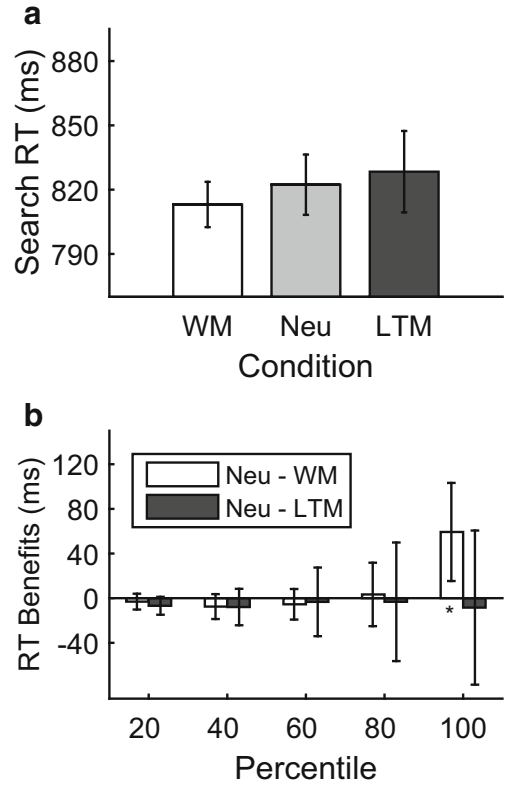 a
Search RT (ms)
880
850
820
790
WM Neu LTM
Condition
b
RT Benefits (ms)
120
80
40
0
-40
Neu - WM
Neu - LTM
*
20 40 60 80 100
Percentile